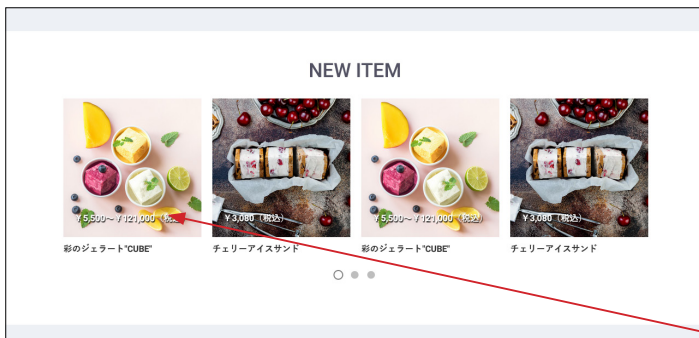 NEW ITEM
¥5,500～¥121,000（税込）
¥3,080（税込）
¥5,500～¥121,000（税込）
¥3,080（税込）
彩のジェラート"CUBE"
チェリーアイスサンド
彩のジェラート"CUBE"
チェリーアイスサンド